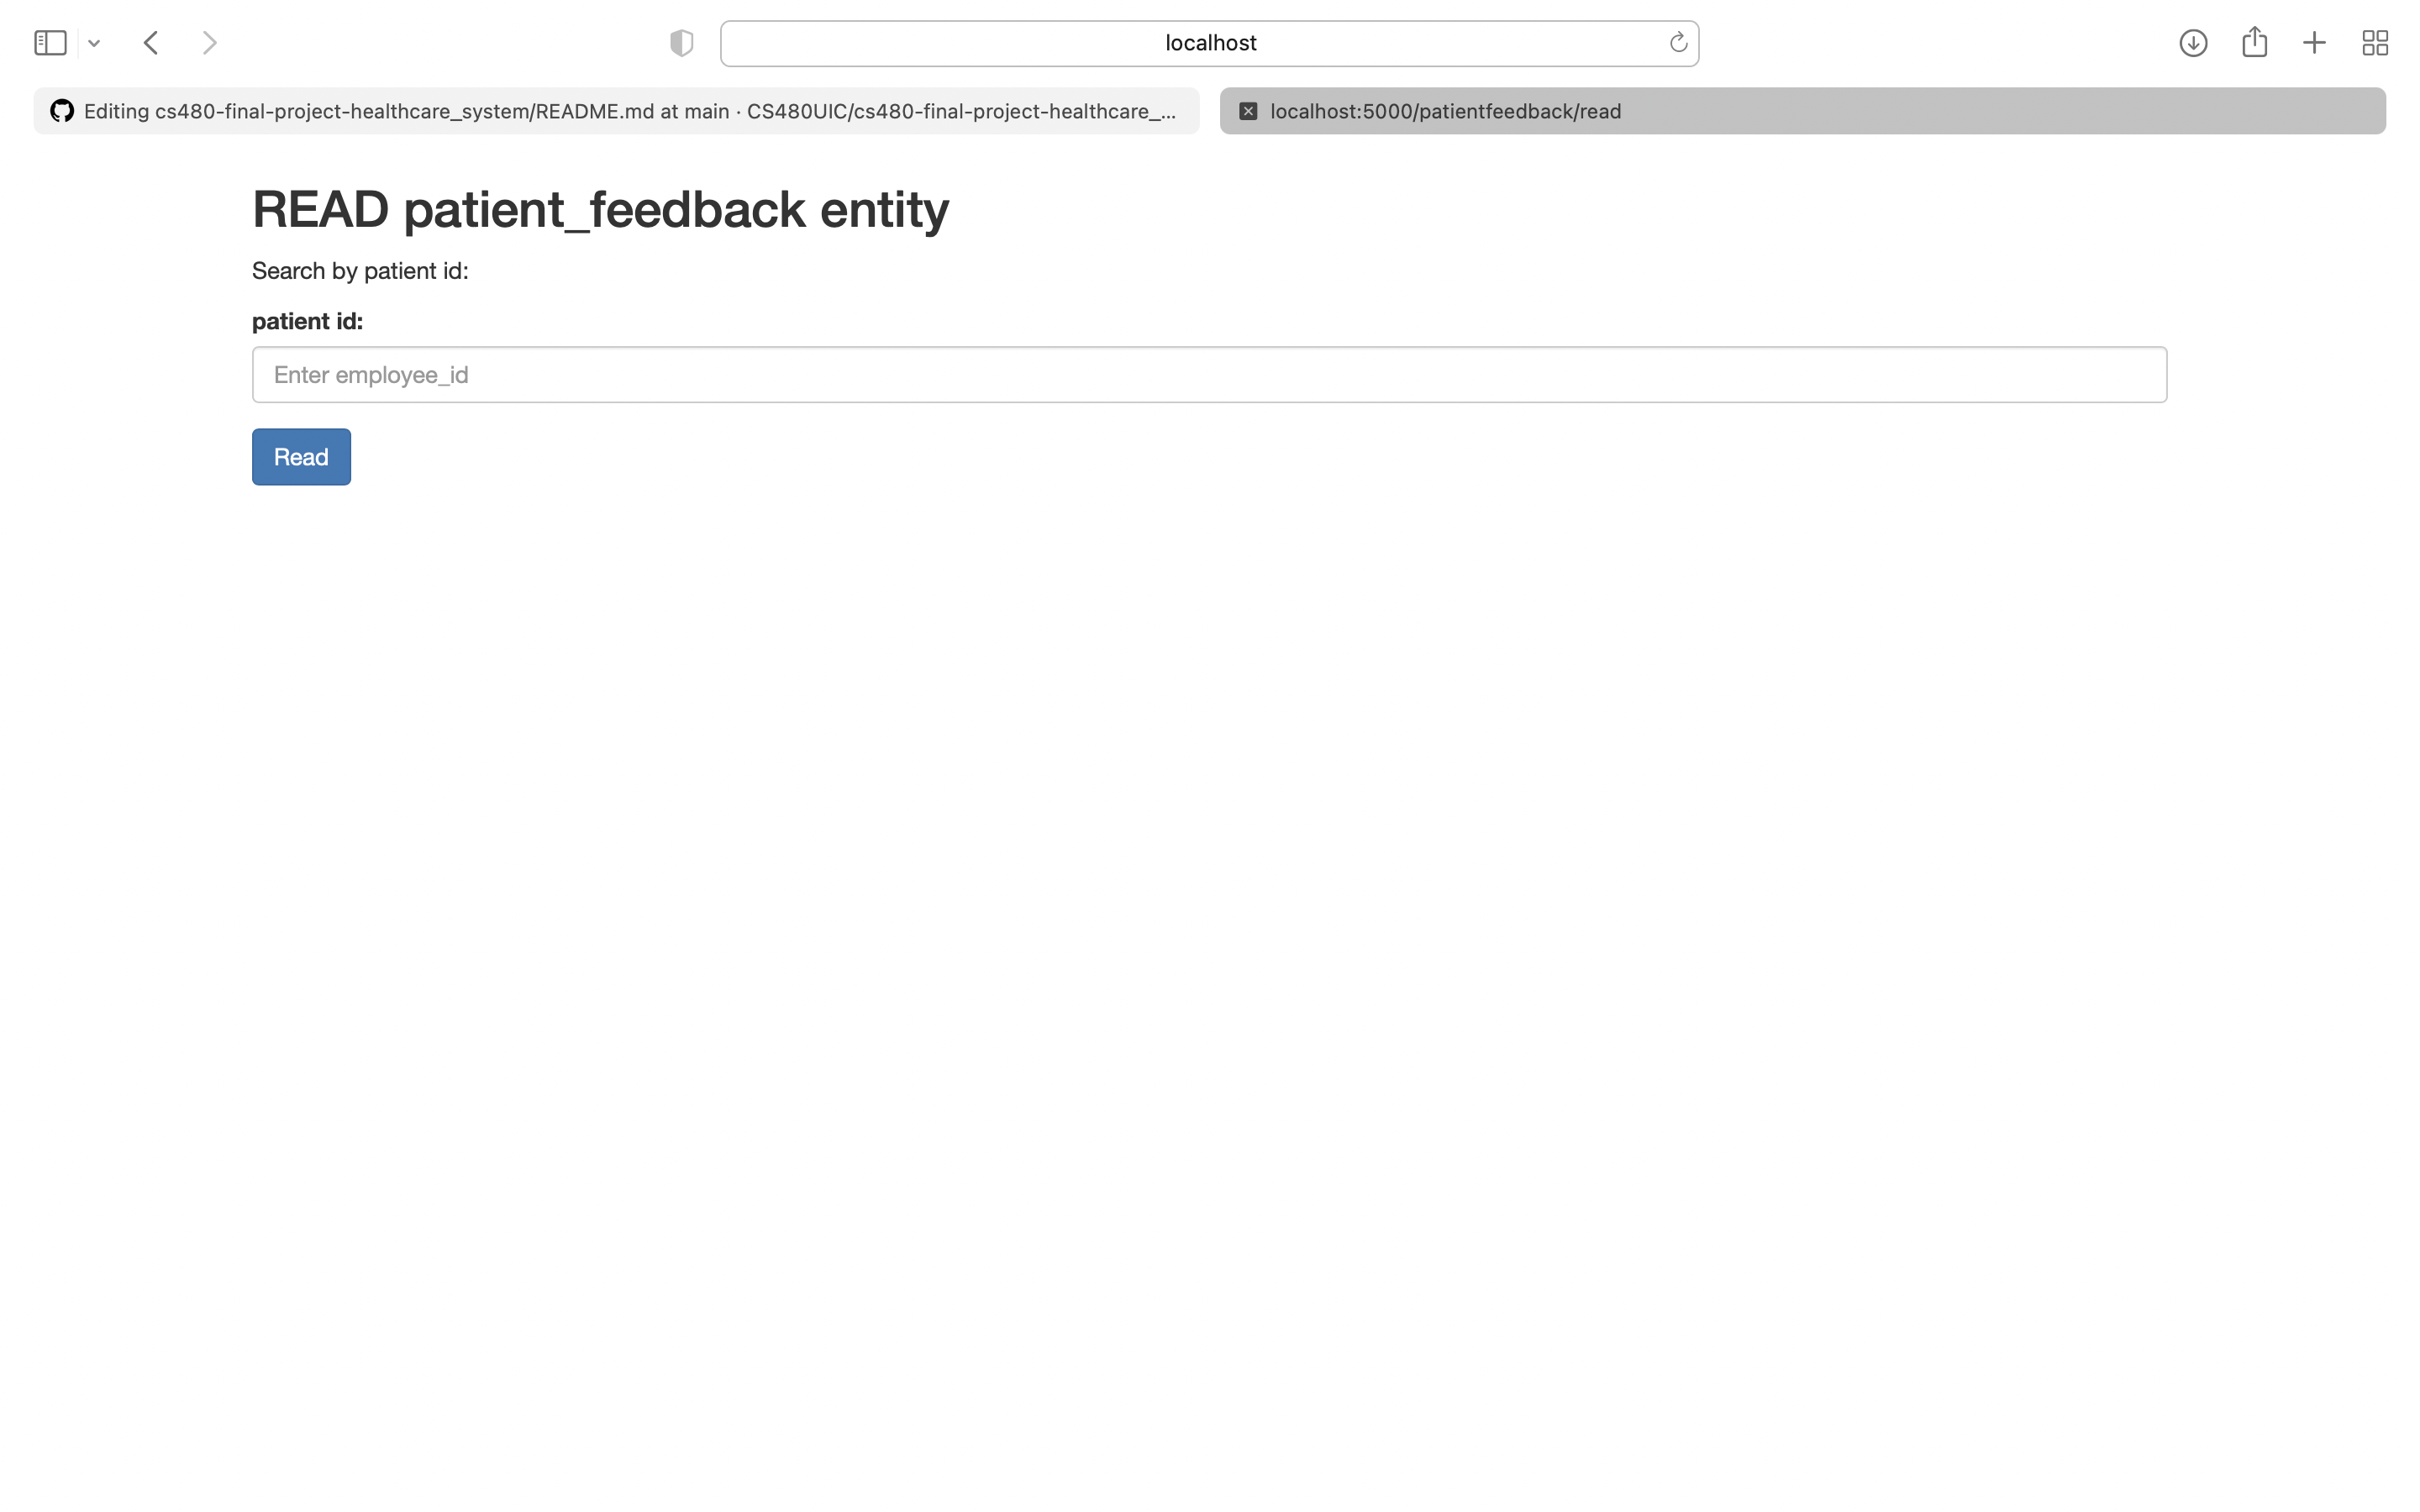 localhost
Editing cs480-final-project-healthcare_system/README.md at main · CS480UIC/cs480-final-project-healthcare_...
localhost:5000/patientfeedback/read
READ patient_feedback entity
Search by patient id:
patient id:
Enter employee_id
Read